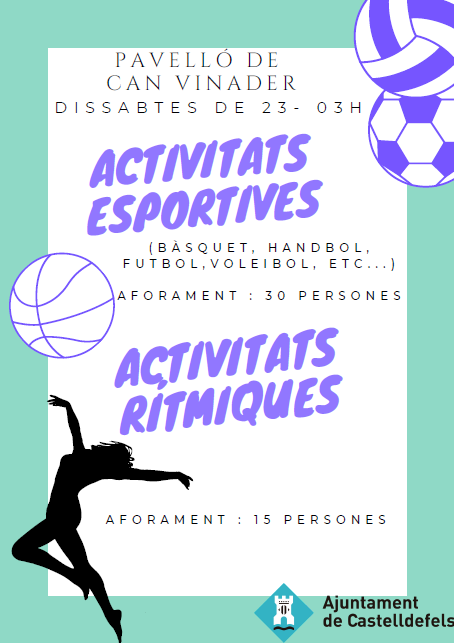 PAVELLÓ DE
CAN VINADER
DISSABTES DE 23- 03H
ACTIVITATS
ESPORTIVES
(BÀSQUET, HANDBOL,
FUTBOL,VOLEIBOL, ETC...)
AFORAMENT : 30 PERSONES
ACTIVITATS
RÍTMIQUES
AFORAMENT : 15 PERSONES
Ajuntament
de Castelldefels